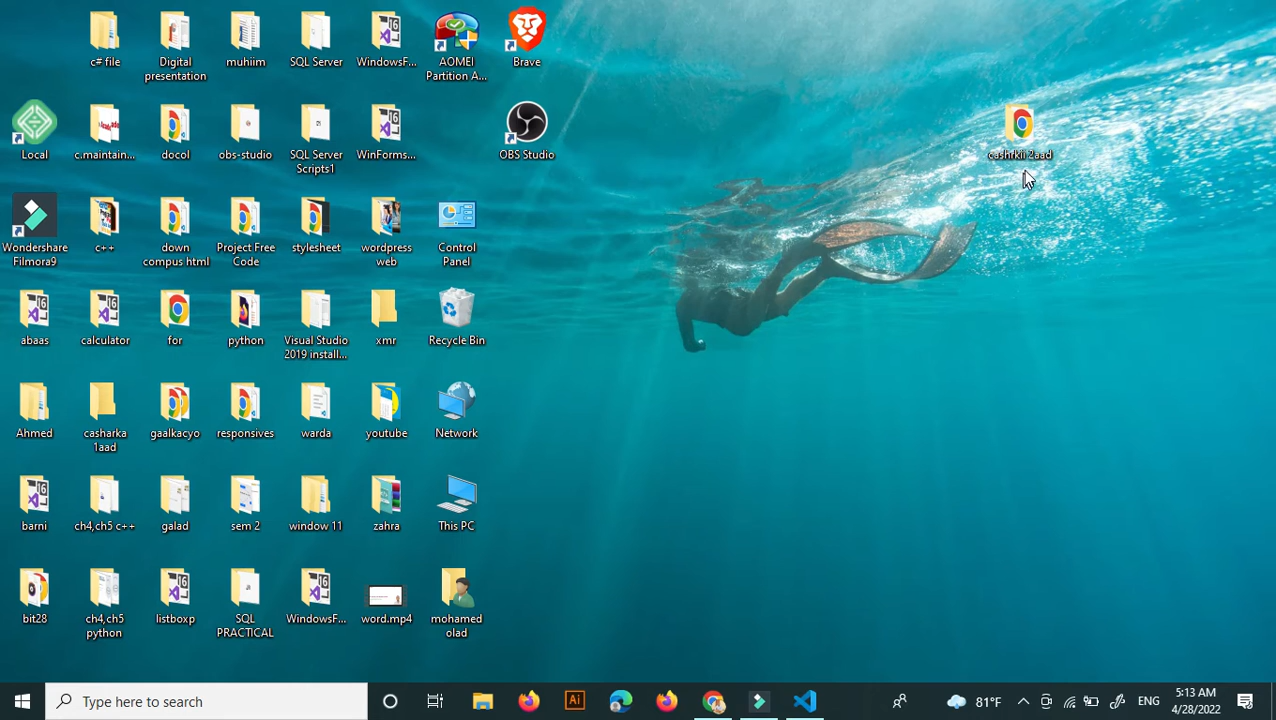 c# file
Digital
presentation
muhiim
SQL Server
WindowsF...
AOMEI
Partition A...
Brave
Local
c.maintain...
docol
obs-studio
SQL Server
Scripts1
WinForms...
OBS Studio
cashrkii 2aad
Wondershare
Filmora9
c++
down
compus html
Project Free
Code
stylesheet
wordpress
web
Control
Panel
abaas
calculator
for
python
Visual Studio
2019 install...
xmr
Recycle Bin
Ahmed
casharka
1aad
gaalkacyo
responsives
warda
youtube
Network
barni
ch4,ch5 c++
galad
sem 2
window 11
zahra
This PC
bit28
ch4,ch5
python
listboxp
SQL
PRACTICAL
WindowsF...
word.mp4
mohamed
olad
Type here to search
Ai
81°F
ENG
5:13 AM
4/28/2022